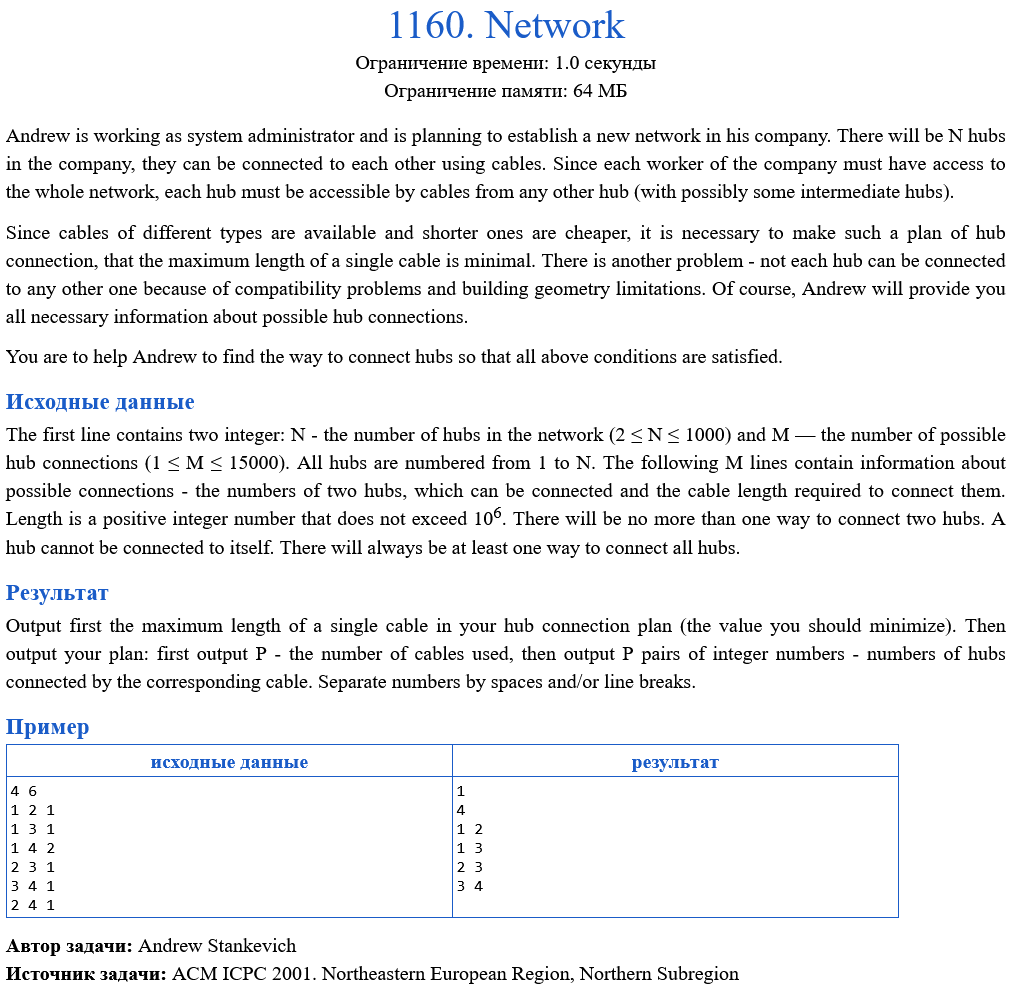 1160. Network
Ограничение времени: 1.0 секунды
Ограничение памяти: 64 МБ
Andrew is working as system administrator and is planning to establish a new network in his company. There will be N hubs
in the company, they can be connected to each other using cables. Since each worker of the company must have access to
the whole network, each hub must be accessible by cables from any other hub (with possibly some intermediate hubs).
Since cables of different types are available and shorter ones are cheaper, it is necessary to make such a plan of hub
connection, that the maximum length of a single cable is minimal. There is another problem - not each hub can be connected
to any other one because of compatibility problems and building geometry limitations. Of course, Andrew will provide you
all necessary information about possible hub connections.
You are to help Andrew to find the way to connect hubs so that all above conditions are satisfied.
Исходные данные
The first line contains two integer: N - the number of hubs in the network (2 ≤ N ≤ 1000) and M — the number of possible
hub connections (1 ≤ M ≤ 15000). All hubs are numbered from 1 to N. The following M lines contain information about
possible connections - the numbers of two hubs, which can be connected and the cable length required to connect them.
Length is a positive integer number that does not exceed 10⁶. There will be no more than one way to connect two hubs. A
hub cannot be connected to itself. There will always be at least one way to connect all hubs.
Результат
Output first the maximum length of a single cable in your hub connection plan (the value you should minimize). Then
output your plan: first output P - the number of cables used, then output P pairs of integer numbers - numbers of hubs
connected by the corresponding cable. Separate numbers by spaces and/or line breaks.
Пример
исходные данные результат
4 6 1
1 2 1 4
1 3 1 1 2
1 4 2 1 3
2 3 1 2 3
3 4 1 3 4
2 4 1
Автор задачи: Andrew Stankevich
Источник задачи: ACM ICPC 2001. Northeastern European Region, Northern Subregion